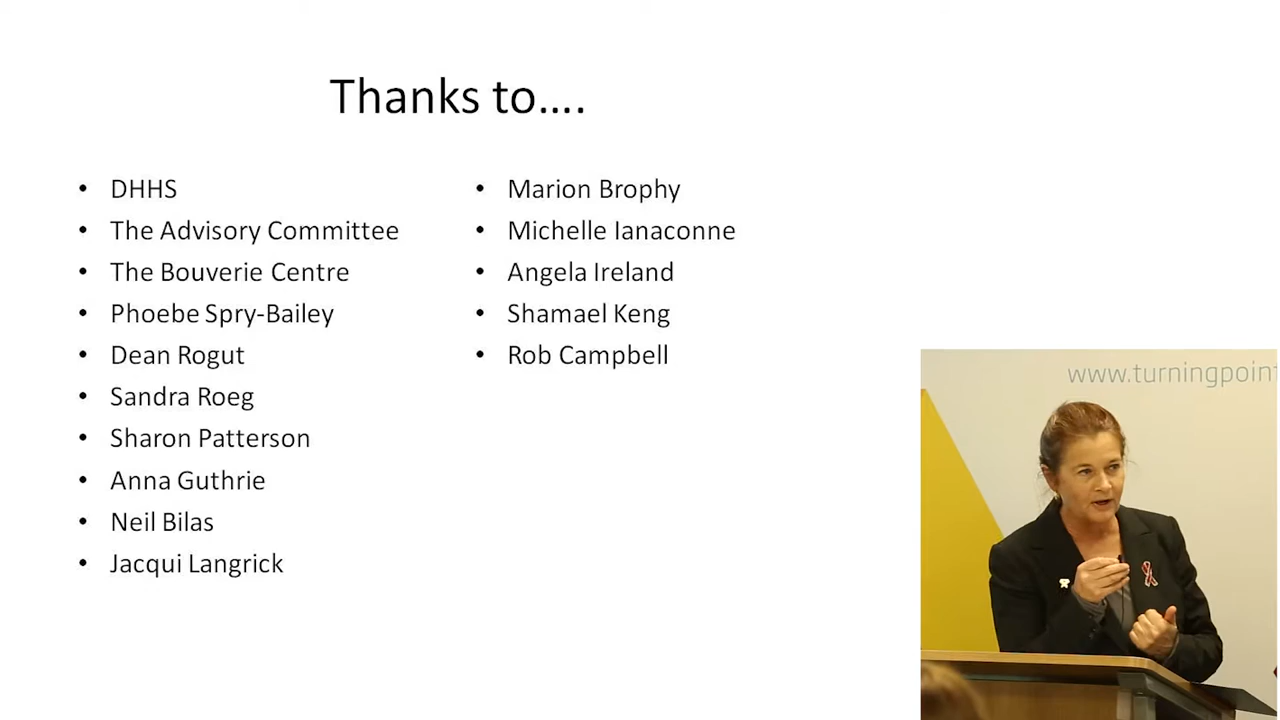 Thanks to....
DHHS
The Advisory Committee
The Bouverie Centre
Phoebe Spry-Bailey
Dean Rogut
Sandra Roeg
Sharon Patterson
Anna Guthrie
Neil Bilas
Jacqui Langrick
Marion Brophy
Michelle Ianaconne
Angela Ireland
Shamael Keng
Rob Campbell
www.turningpoint